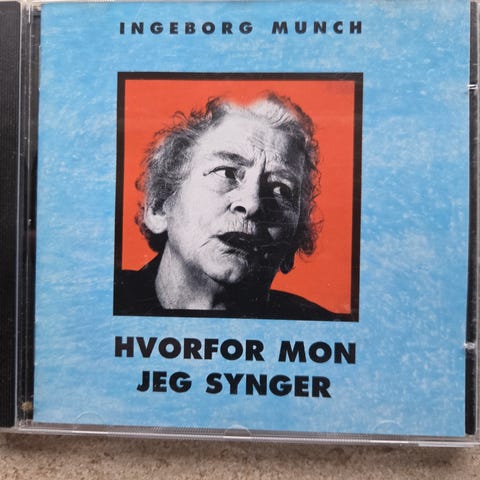 INGEBORG MUNCH
HVORFOR MON
JEG SYNGER